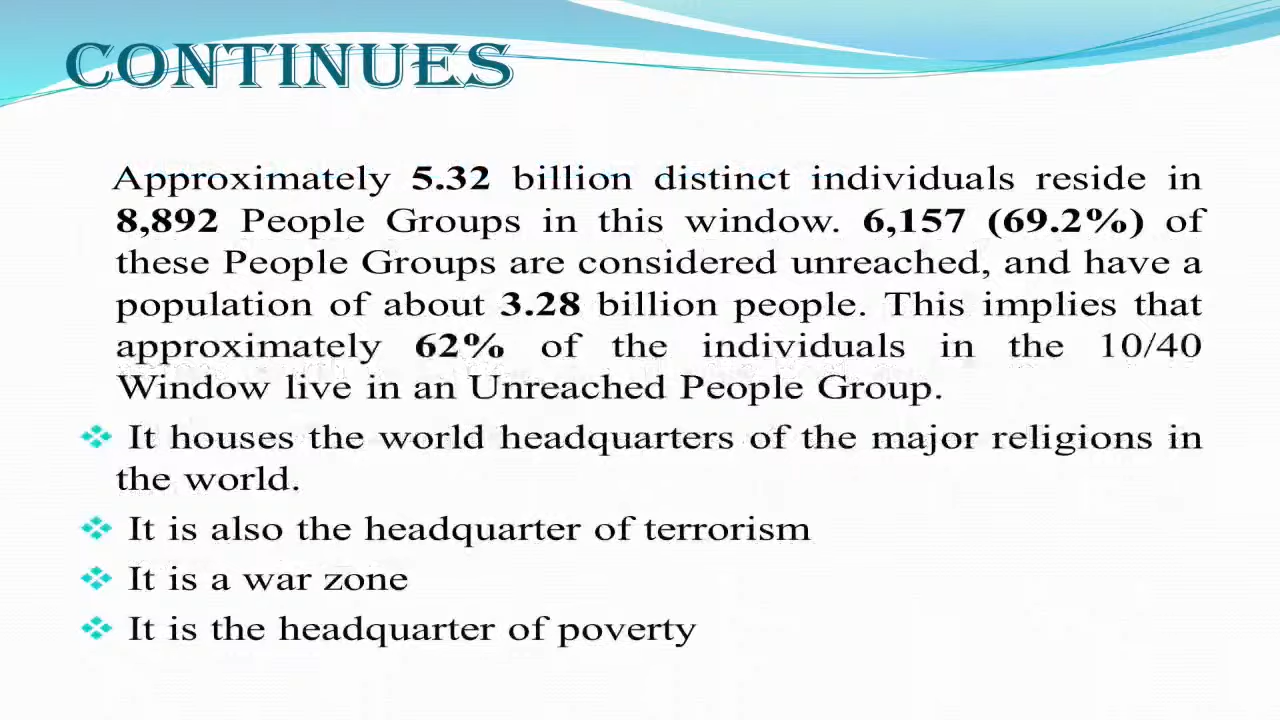 CONTINUES
Approximately 5.32 billion distinct individuals reside in
8,892 People Groups in this window. 6,157 (69.2%) of
these People Groups are considered unreached, and have a
population of about 3.28 billion people. This implies that
approximately 62% of the individuals in the 10/40
Window live in an Unreached People Group.
❖ It houses the world headquarters of the major religions in
the world.
❖ It is also the headquarter of terrorism
❖ It is a war zone
❖ It is the headquarter of poverty